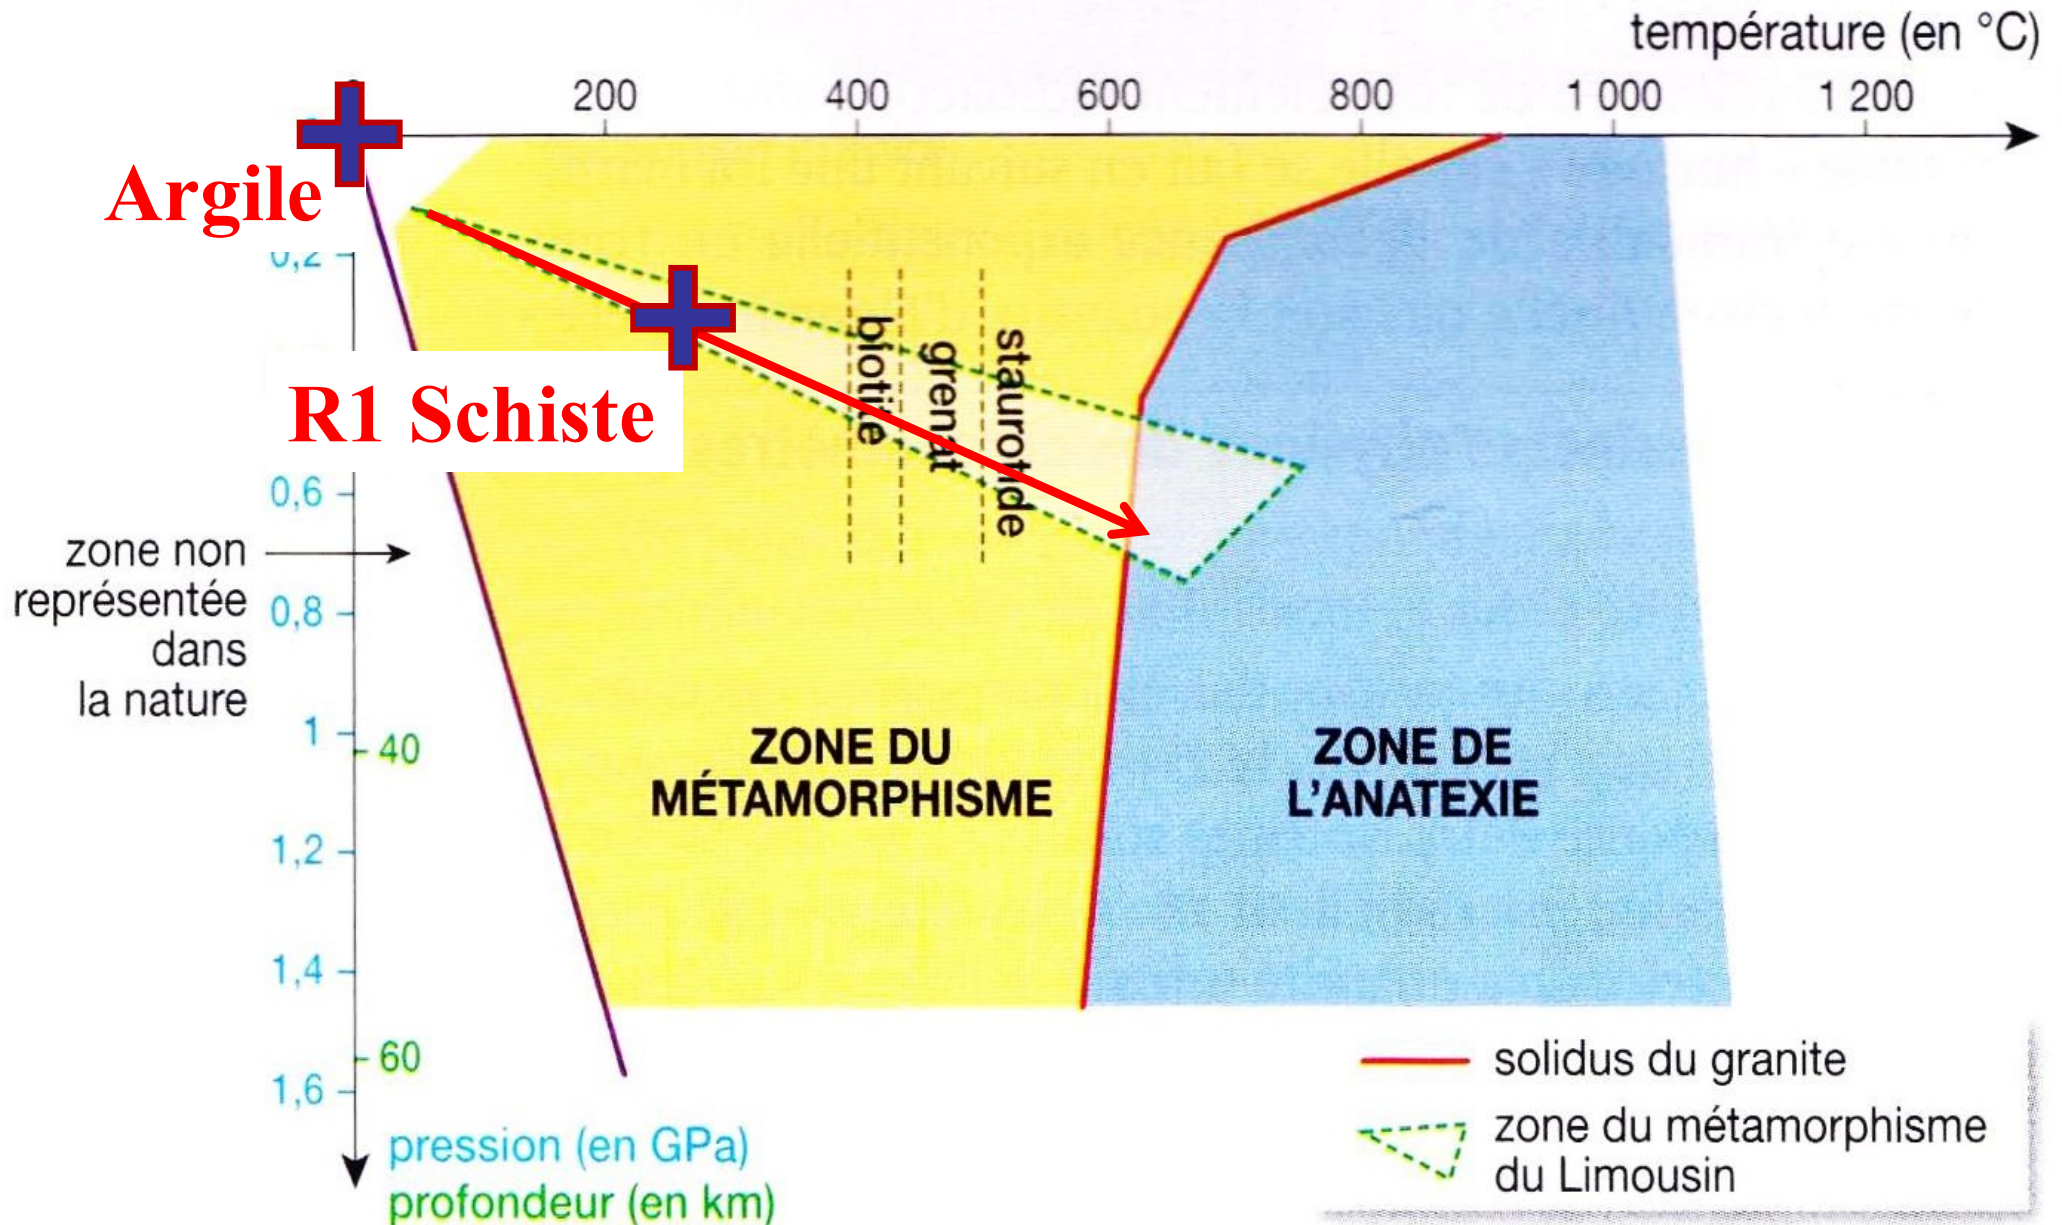 température (en °C)
200 400 600 800 1 000 1 200
Argile
0,2
biotite
grenat
staurotide
R1 Schiste
0,6
zone non
représentée
dans
la nature
0,8
1
40
ZONE DU
MÉTAMORPHISME
ZONE DE
L'ANATEXIE
1,2
1,4
60
1,6
solidus du granite
zone du métamorphisme
du Limousin
pression (en GPa)
profondeur (en km)